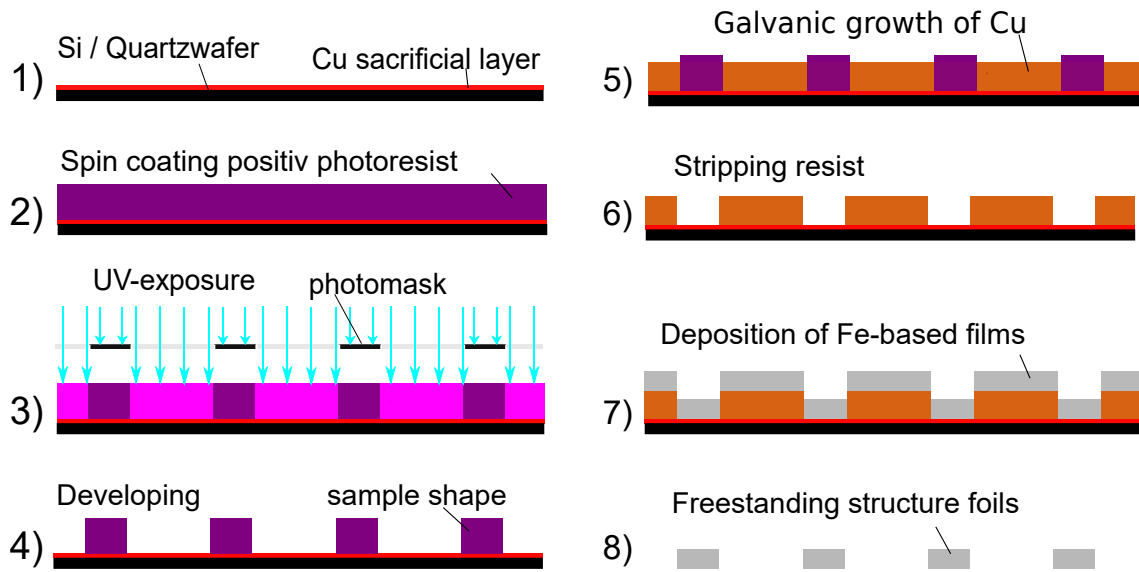 Si / Quartzwafer
Cu sacrificial layer
1)
Spin coating positiv photoresist
2)
UV-exposure
photomask
3)
Developing
sample shape
4)
Galvanic growth of Cu
5)
Stripping resist
6)
Deposition of Fe-based films
7)
Freestanding structure foils
8)